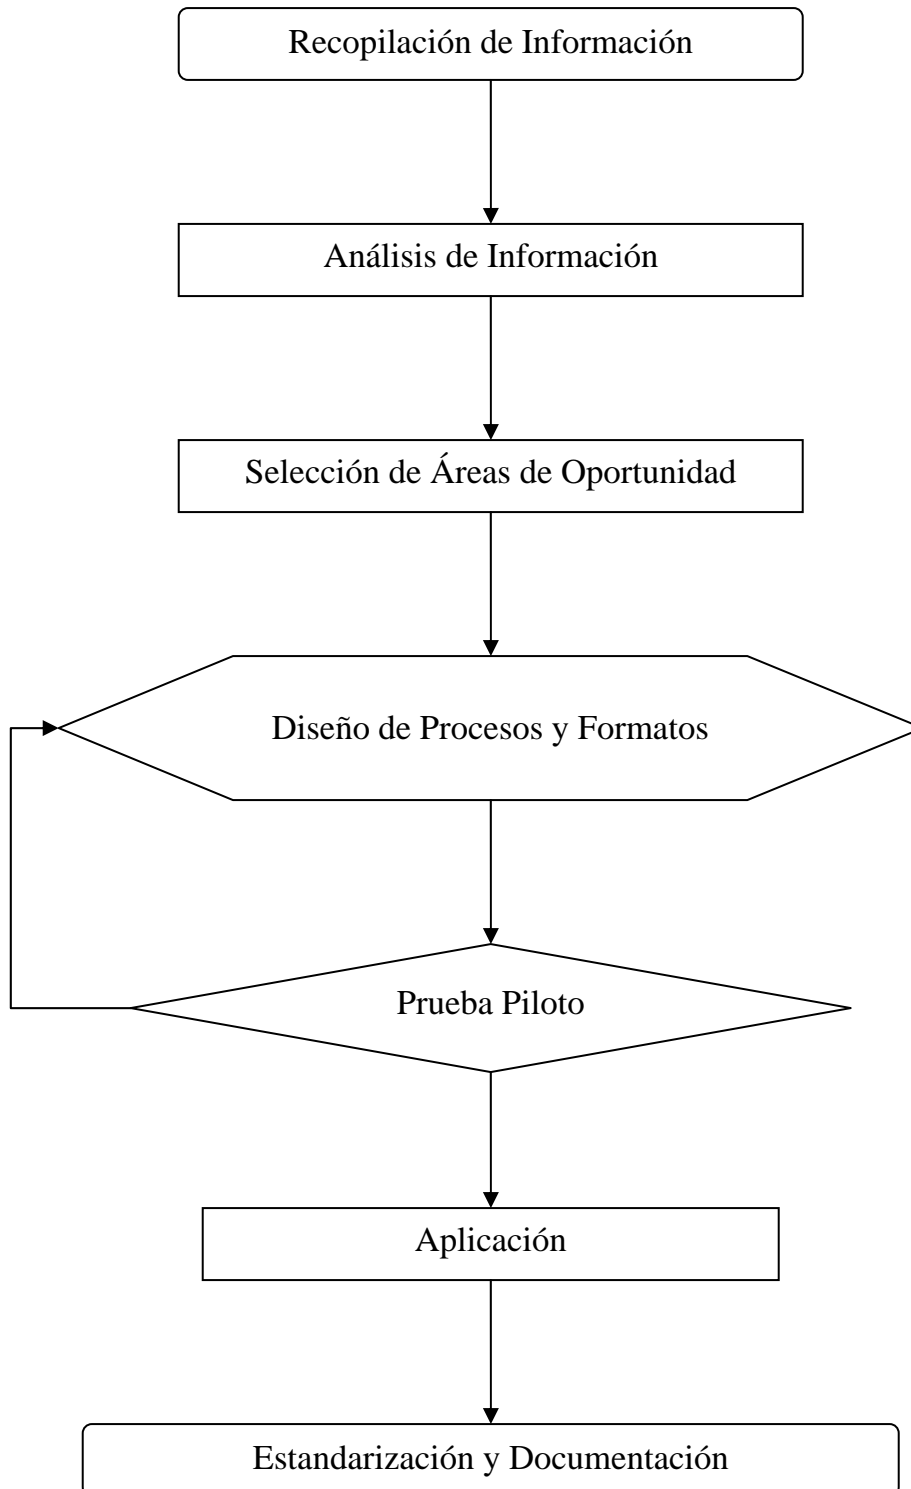 Recopilación de Información
Análisis de Información
Selección de Áreas de Oportunidad
Diseño de Procesos y Formatos
Prueba Piloto
Aplicación
Estandarización y Documentación